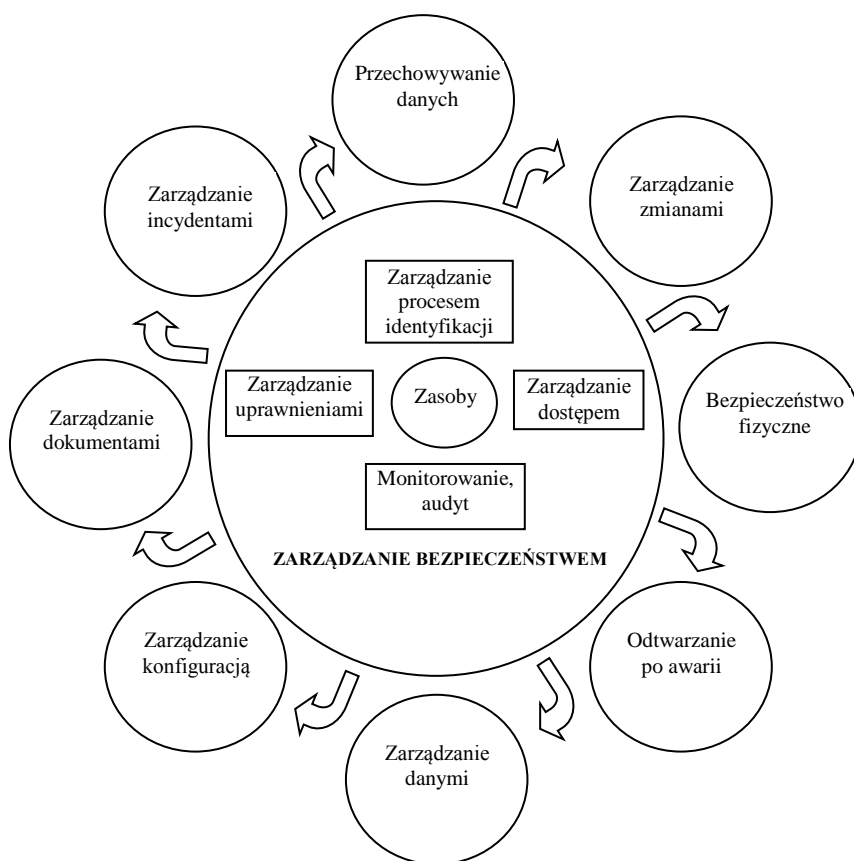 Przechowywanie
danych
Zarządzanie
zmianami
Bezpieczeństwo
fizyczne
Odtwarzanie
po awarii
Zarządzanie
danymi
Zarządzanie
konfiguracją
Zarządzanie
dokumentami
Zarządzanie
incydentami
Zarządzanie
procesem
identyfikacji
Zarządzanie
uprawnieniami
Zasoby
Zarządzanie
dostępem
Monitorowanie,
audyt
ZARZĄDZANIE BEZPIECZEŃSTWEM